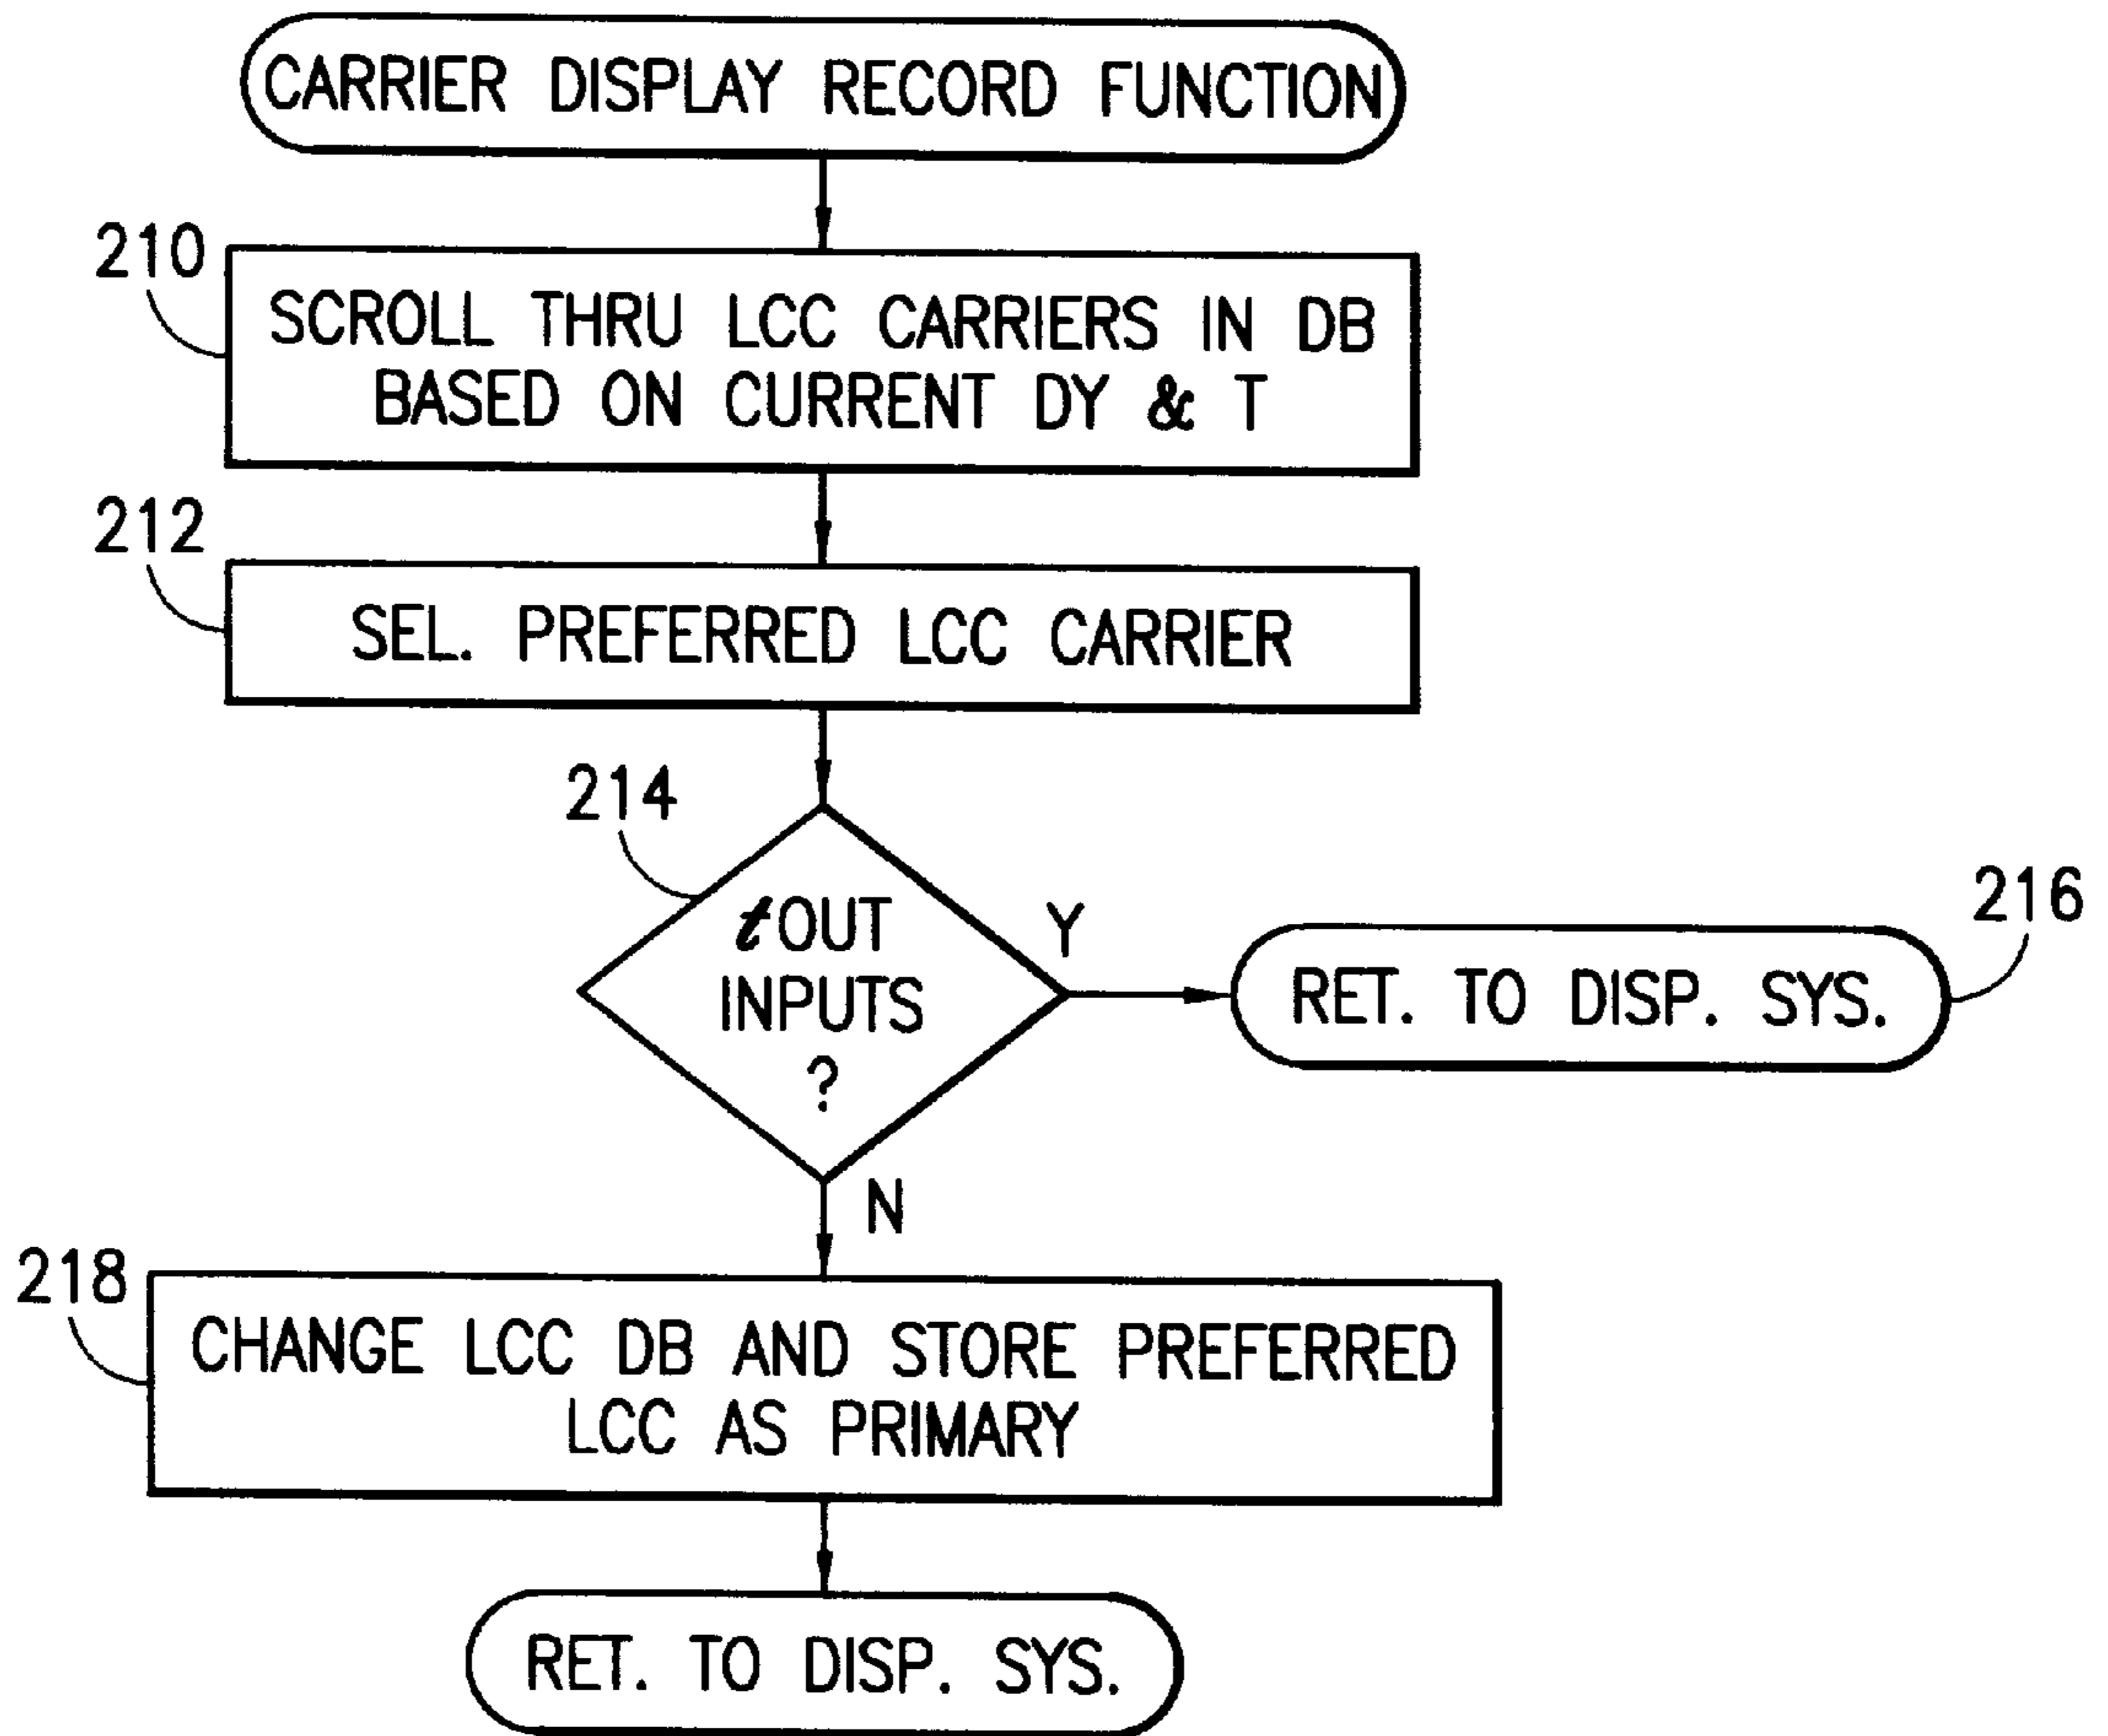 CARRIER DISPLAY RECORD FUNCTION
210
SCROLL THRU LCC CARRIERS IN DB
BASED ON CURRENT DY & T
212
SEL. PREFERRED LCC CARRIER
214
tOUT
INPUTS
?
Y
216
RET. TO DISP. SYS.
N
218
CHANGE LCC DB AND STORE PREFERRED
LCC AS PRIMARY
RET. TO DISP. SYS.